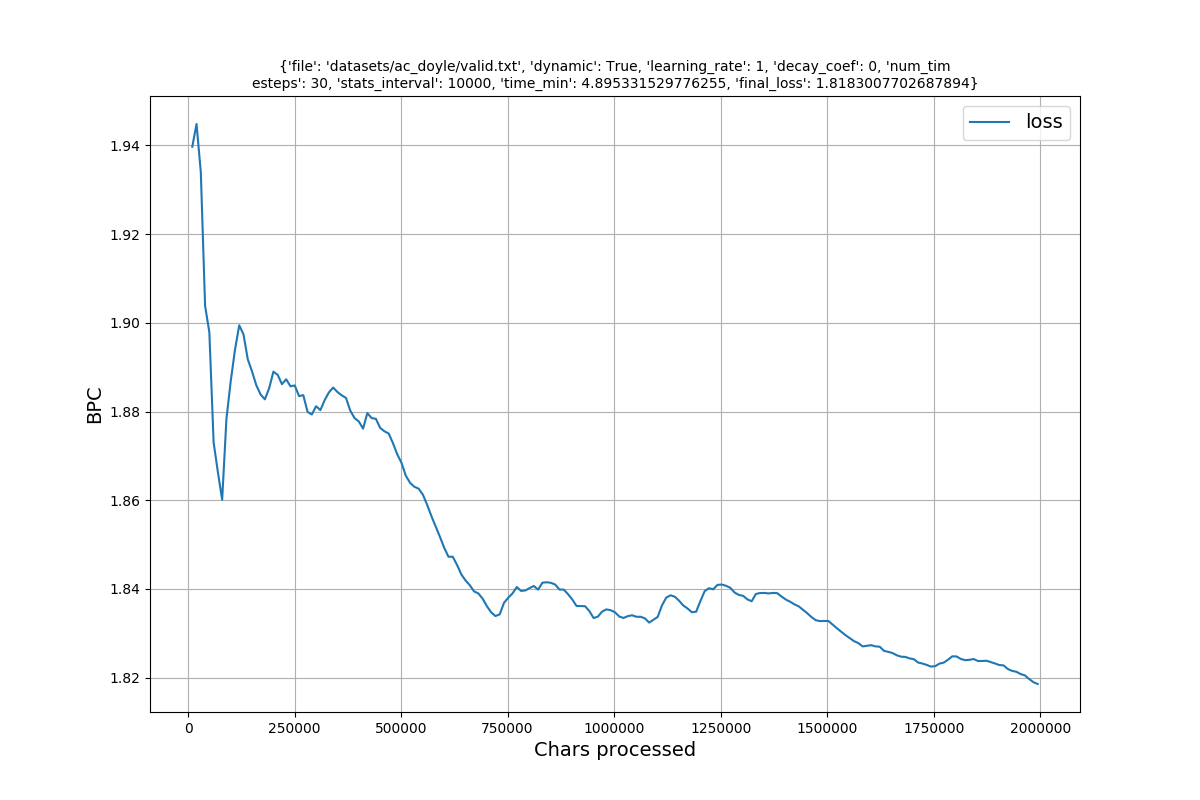 {'file': 'datasets/ac_doyle/valid.txt', 'dynamic': True, 'learning_rate': 1, 'decay_coef': 0, 'num_tim
esteps': 30, 'stats_interval': 10000, 'time_min': 4.895331529776255, 'final_loss': 1.8183007702687894}
loss
1.94
1.92
1.90
1.88
1.86
1.84
1.82
BPC
0 250000 500000 750000 1000000 1250000 1500000 1750000 2000000
Chars processed